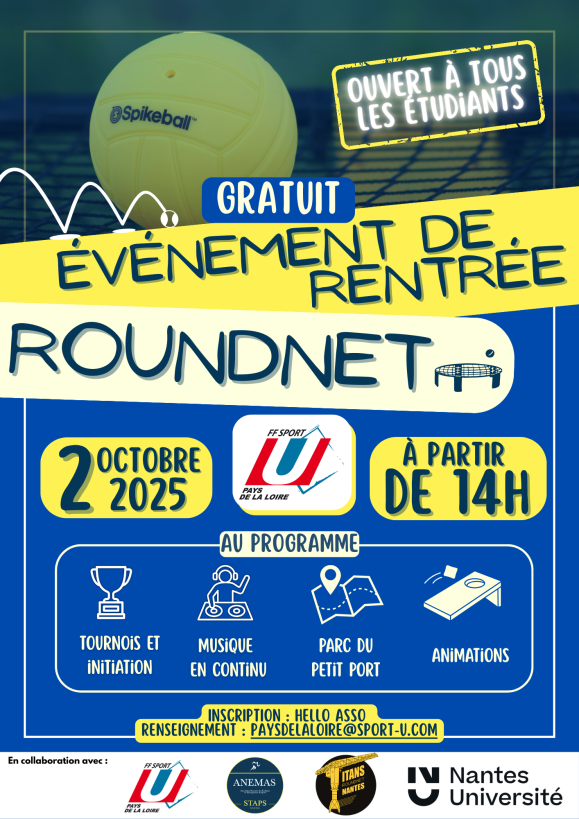 Spikeball™
OUVERT À TOUS
LES ÉTUDIANTS
GRATUIT
ÉVÉNEMENT DE
RENTRÉE
ROUNDNET
2 OCTOBRE
2025
FF SPORT
U
PAYS
DE LA LOIRE
À PARTIR
DE 14H
AU PROGRAMME
TOURNOIS ET
INITIATION
MUSIQUE
EN CONTINU
PARC DU
PETIT PORT
ANIMATIONS
INSCRIPTION : HELLO ASSO
RENSEIGNEMENT : PAYSDELALOIRE@SPORT-U.COM
En collaboration avec :
FF SPORT
U
PAYS
DE LA LOIRE
ANEMAS
STAPS
TITANS
NANTES
Nantes
Université